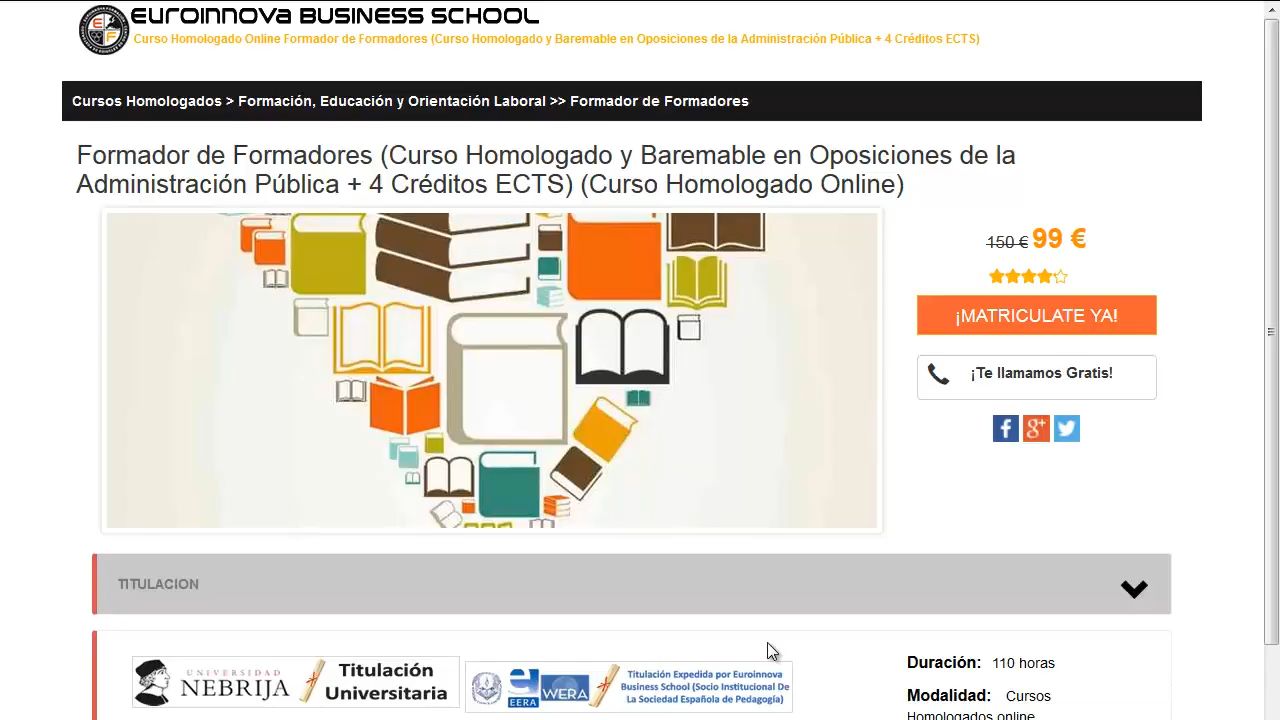 EUROINNOVA BUSINESS SCHOOL
Curso Homologado Online Formador de Formadores (Curso Homologado y Baremable en Oposiciones de la Administración Pública + 4 Créditos ECTS)
Cursos Homologados > Formación, Educación y Orientación Laboral >> Formador de Formadores
Formador de Formadores (Curso Homologado y Baremable en Oposiciones de la
Administración Pública + 4 Créditos ECTS) (Curso Homologado Online)
150 € 99 €
¡MATRICULATE YA!
¡Te llamamos Gratis!
TITULACION
UNIVERSIDAD
NEBRIJA
Titulación
Universitaria
EERA
WERA
Titulación Expedida por Euroinnova
Business School (Socio Institucional De
La Sociedad Española de Pedagogía)
Duración: 110 horas
Modalidad: Cursos
Homologados online